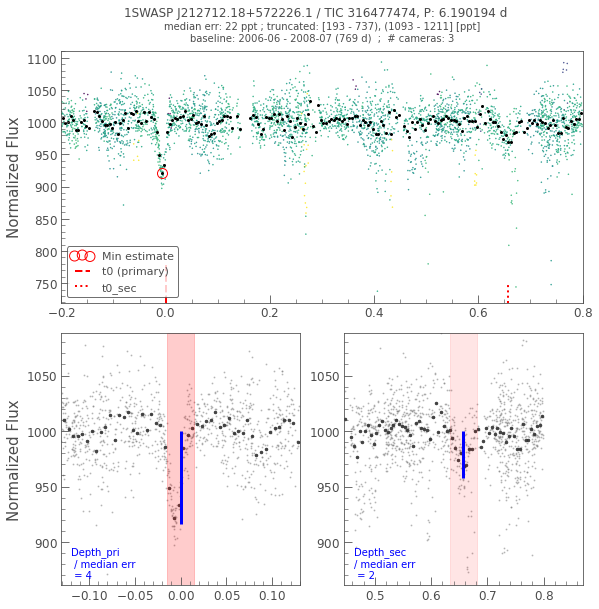 1SWASP J212712.18+572226.1 / TIC 316477474, P: 6.190194 d
median err: 22 ppt ; truncated: [193 - 737), (1093 - 1211] [ppt]
baseline: 2006-06 - 2008-07 (769 d)  ;  # cameras: 3
Normalized Flux
1100
1050
1000
950
900
850
800
750
Min estimate
t0 (primary)
t0_sec
−0.2 0.0 0.2 0.4 0.6 0.8
Normalized Flux
1050
1000
950
900
Depth_pri
/ median err
= 4
−0.10 −0.05 0.00 0.05 0.10
1050
1000
950
900
Depth_sec
/ median err
= 2
0.5 0.6 0.7 0.8